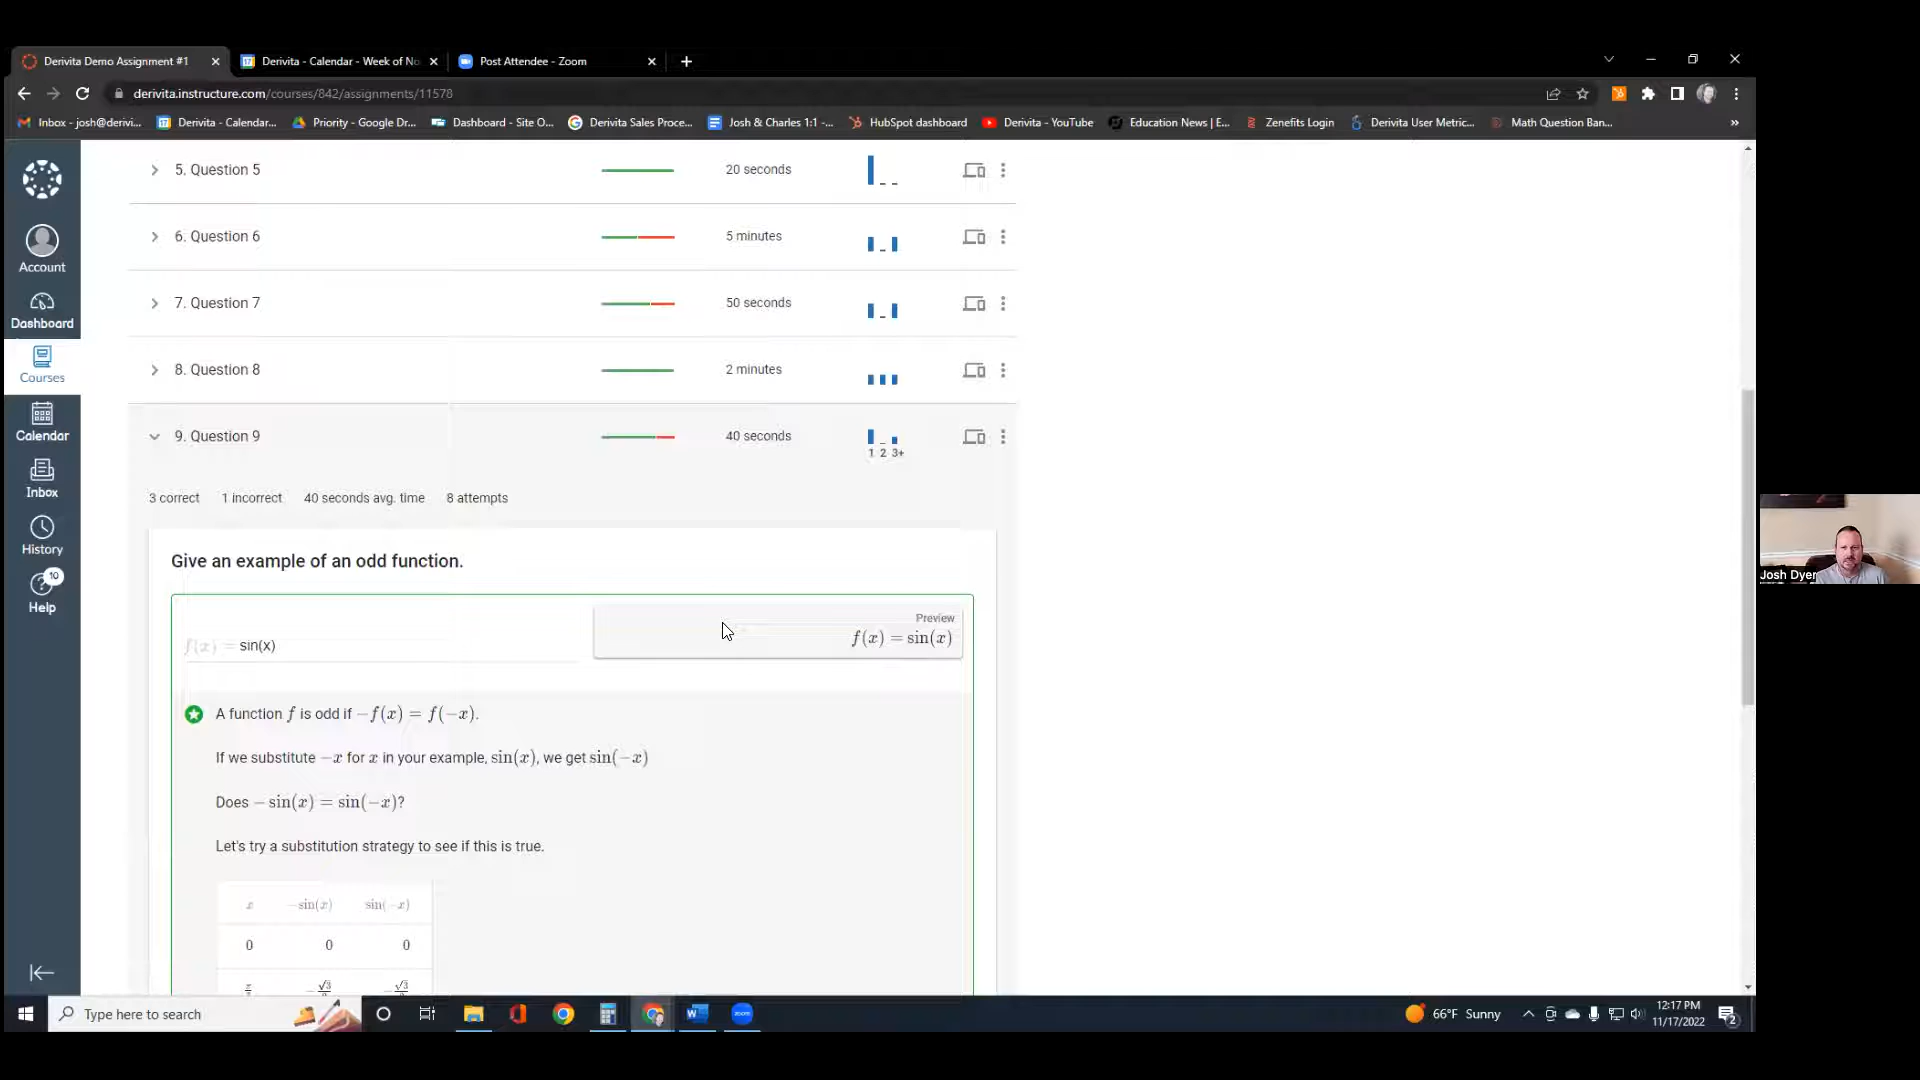 Derivita Demo Assignment #1
Derivita - Calendar - Week of No
Post Attendee - Zoom
derivita.instructure.com/courses/842/assignments/11578
Inbox - josh@derivi...
Derivita - Calendar...
Priority - Google Dr...
Dashboard - Site O...
Derivita Sales Proce...
Josh & Charles 1:1 -...
HubSpot dashboard
Derivita - YouTube
Education News | E...
Zenefits Login
Derivita User Metric...
Math Question Ban...
»
Account
Dashboard
Courses
Calendar
Inbox
History
10
Help
5. Question 5
20 seconds
6. Question 6
5 minutes
7. Question 7
50 seconds
8. Question 8
2 minutes
9. Question 9
40 seconds
1 2 3+
3 correct 1 incorrect 40 seconds avg. time 8 attempts
Give an example of an odd function.
f(x) = sin(x)
Preview
f(x) = sin(x)
A function f is odd if −f(x) = f(−x).
If we substitute −x for x in your example, sin(x), we get sin(−x)
Does − sin(x) = sin(−x)?
Let's try a substitution strategy to see if this is true.
x − sin(x) sin(−x)
0 0 0
Josh Dyer
Type here to search
zoom
66°F Sunny
12:17 PM
11/17/2022
2